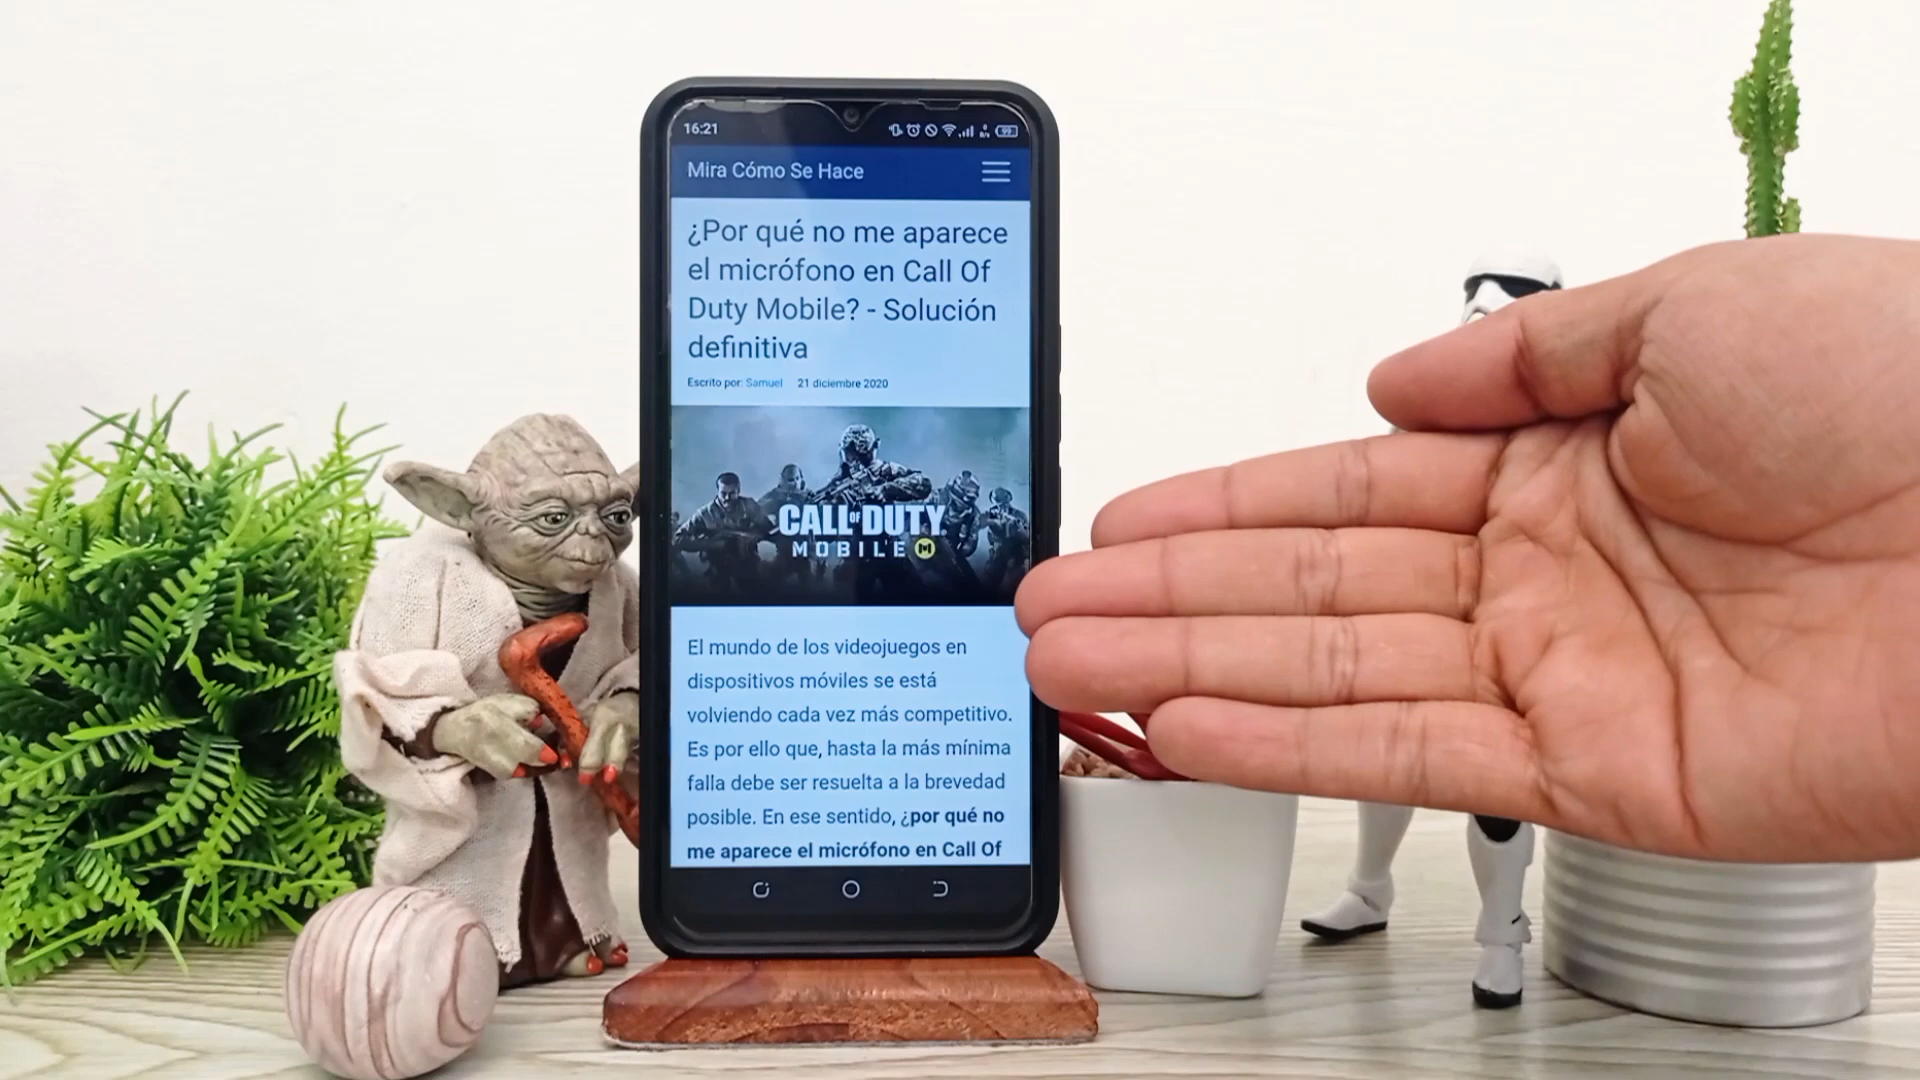 16:21
Mira Cómo Se Hace
¿Por qué no me aparece
el micrófono en Call Of
Duty Mobile? - Solución
definitiva
Escrito por: Samuel 21 diciembre 2020
CALL OF DUTY
MOBILE
El mundo de los videojuegos en
dispositivos móviles se está
volviendo cada vez más competitivo.
Es por ello que, hasta la más mínima
falla debe ser resuelta a la brevedad
posible. En ese sentido, ¿por qué no
me aparece el micrófono en Call Of